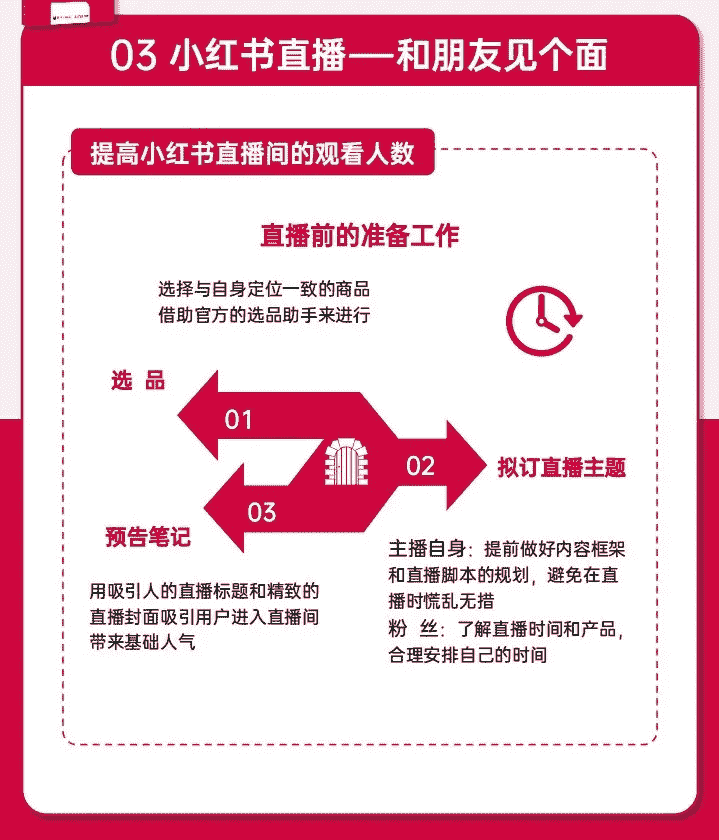 03 小红书直播——和朋友见个面
提高小红书直播间的观看人数
直播前的准备工作
选择与自身定位一致的商品
借助官方的选品助手来进行
选 品
01
02
拟订直播主题
03
预告笔记
主播自身：提前做好内容框架
和直播脚本的规划，避免在直
播时慌乱无措
粉 丝：了解直播时间和产品，
合理安排自己的时间
用吸引人的直播标题和精致的
直播封面吸引用户进入直播间
带来基础人气